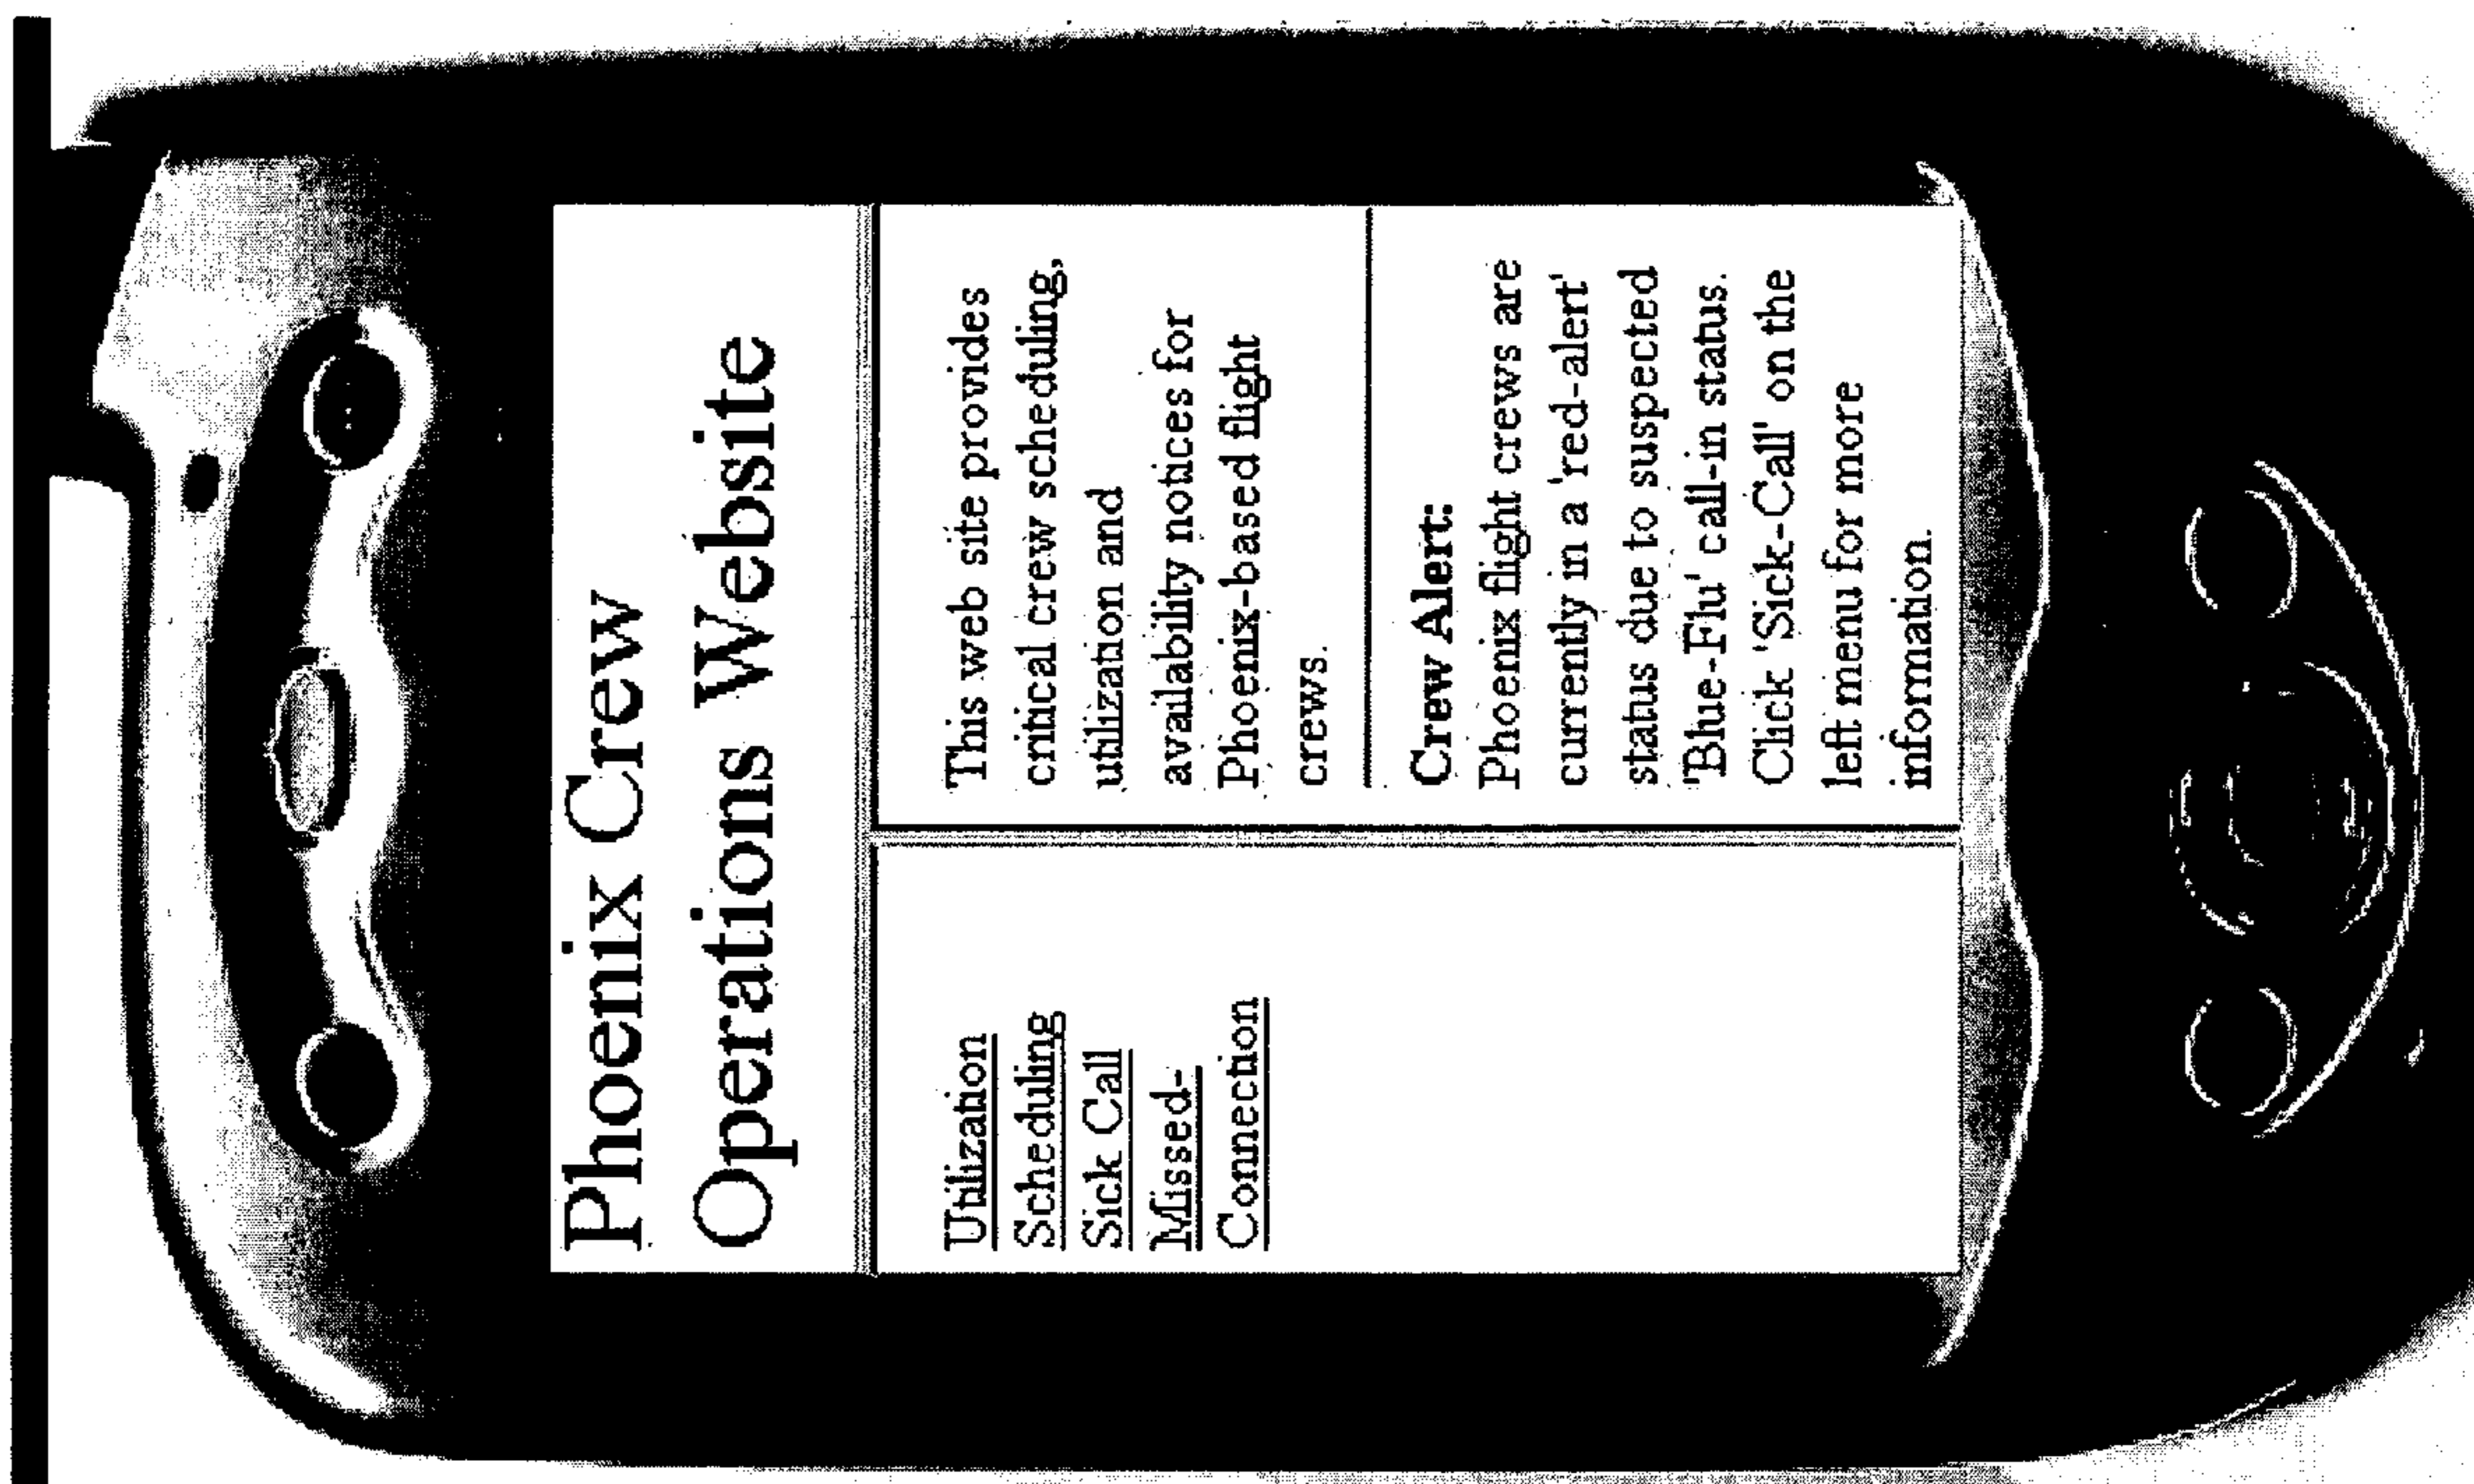 Phoenix Crew
Operations Website
Utilization
Scheduling
Sick Call
Missed-
Connection
This web site provides
critical crew scheduling,
utilization and
availability notices for
Phoenix-based flight
crews.
Crew Alert:
Phoenix flight crews are
currently in a 'red-alert'
status due to suspected
'Blue-Flu' call-in status.
Click 'Sick-Call' on the
left menu for more
information.